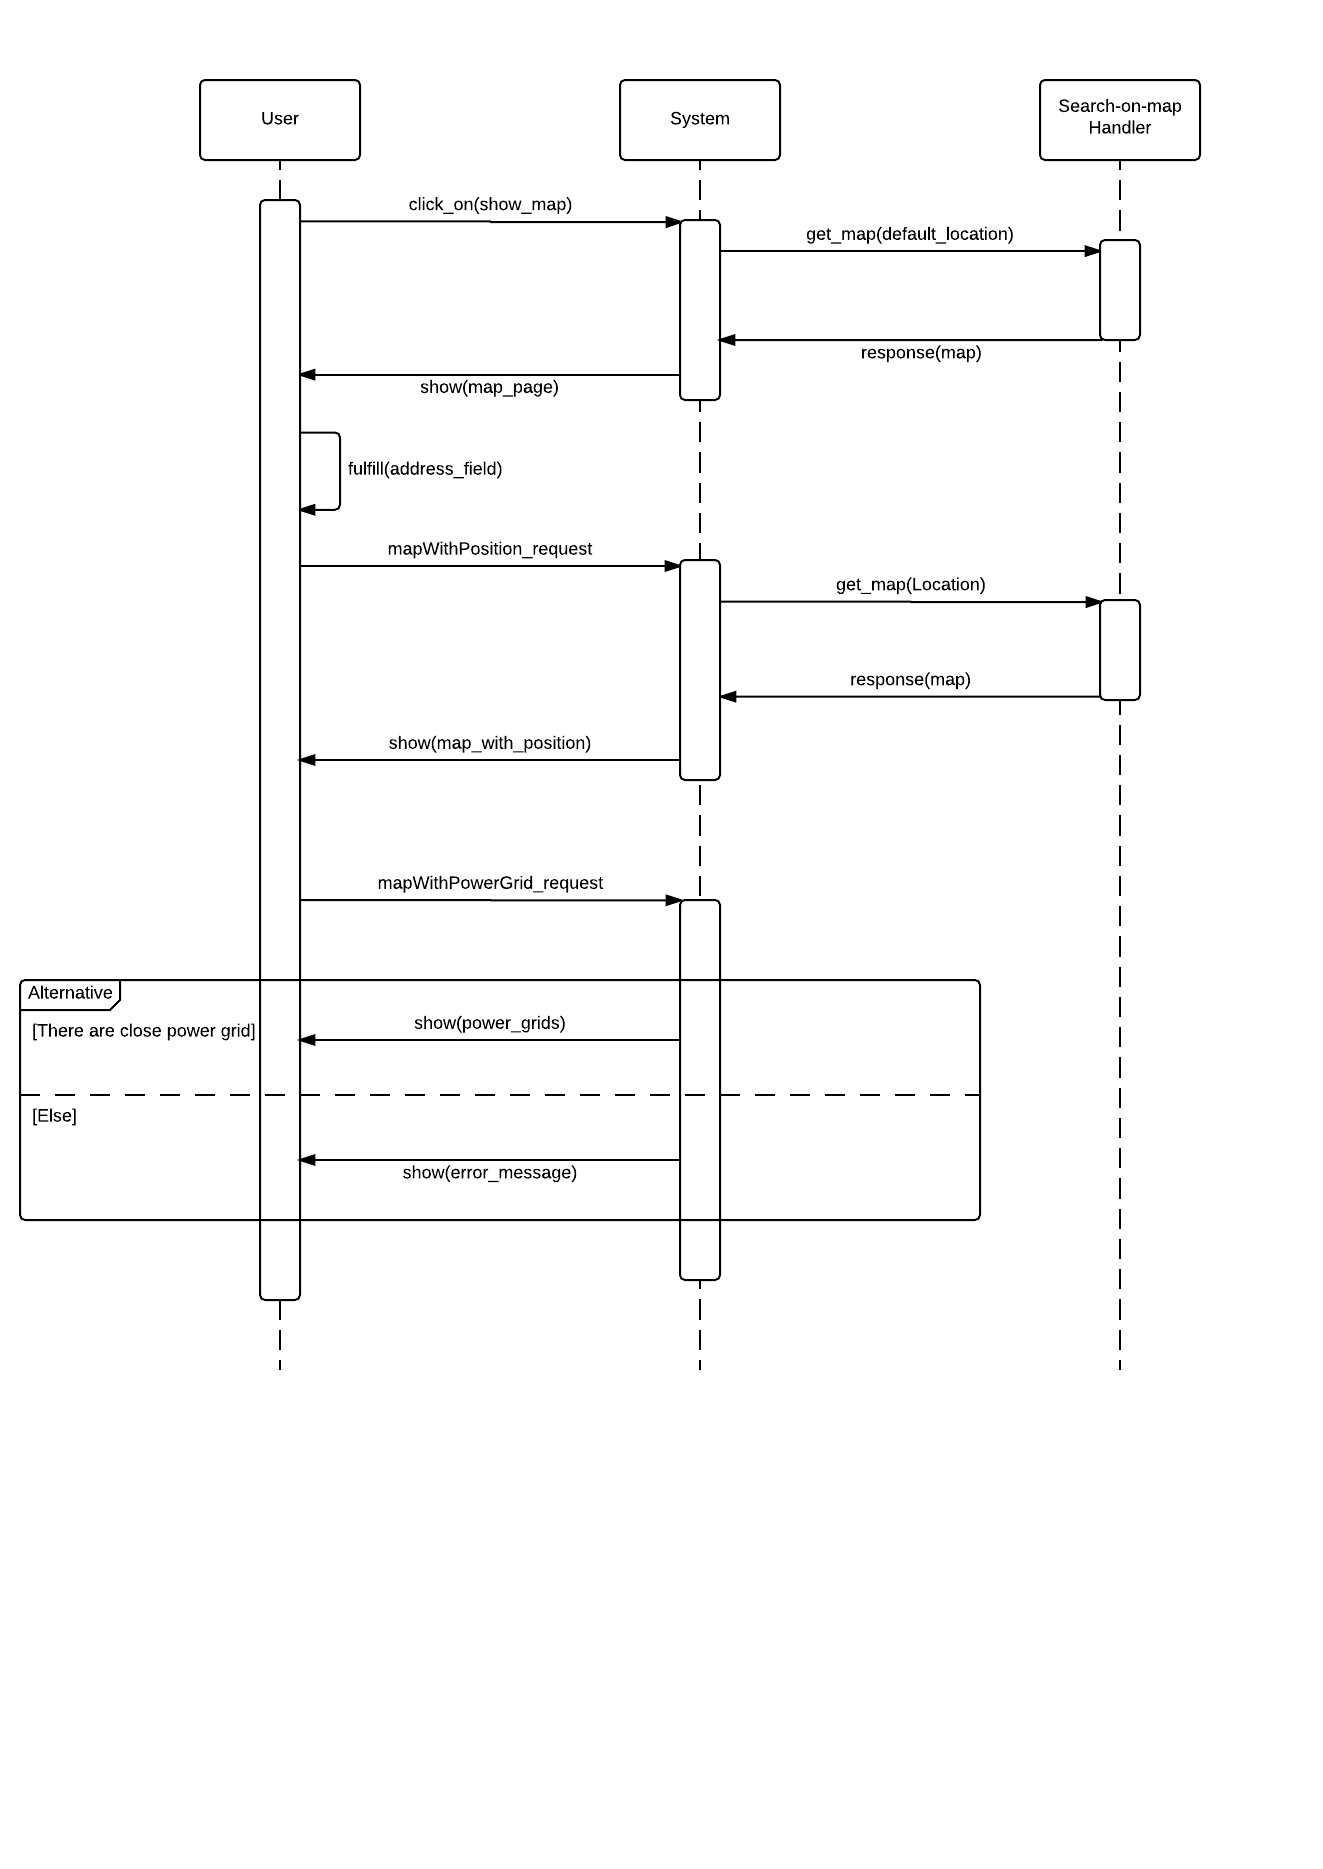 User
System
Search-on-map
Handler
click_on(show_map)
get_map(default_location)
response(map)
show(map_page)
fulfill(address_field)
mapWithPosition_request
get_map(Location)
response(map)
show(map_with_position)
mapWithPowerGrid_request
Alternative
[There are close power grid]
show(power_grids)
[Else]
show(error_message)